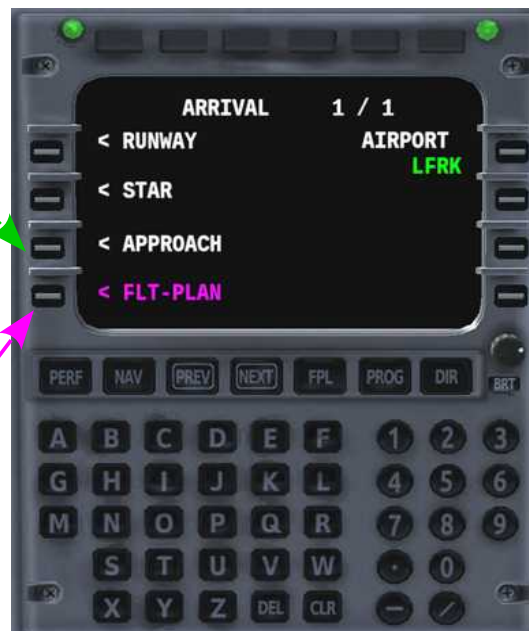 ARRIVAL 1 / 1
< RUNWAY AIRPORT
LFRK
< STAR
< APPROACH
< FLT-PLAN
PERF NAV PREV NEXT FPL PROG DIR BRT
A B C D E F 1 2 3
G H I J K L 4 5 6
M N O P Q R 7 8 9
S T U V W · 0
X Y Z DEL CLR − /